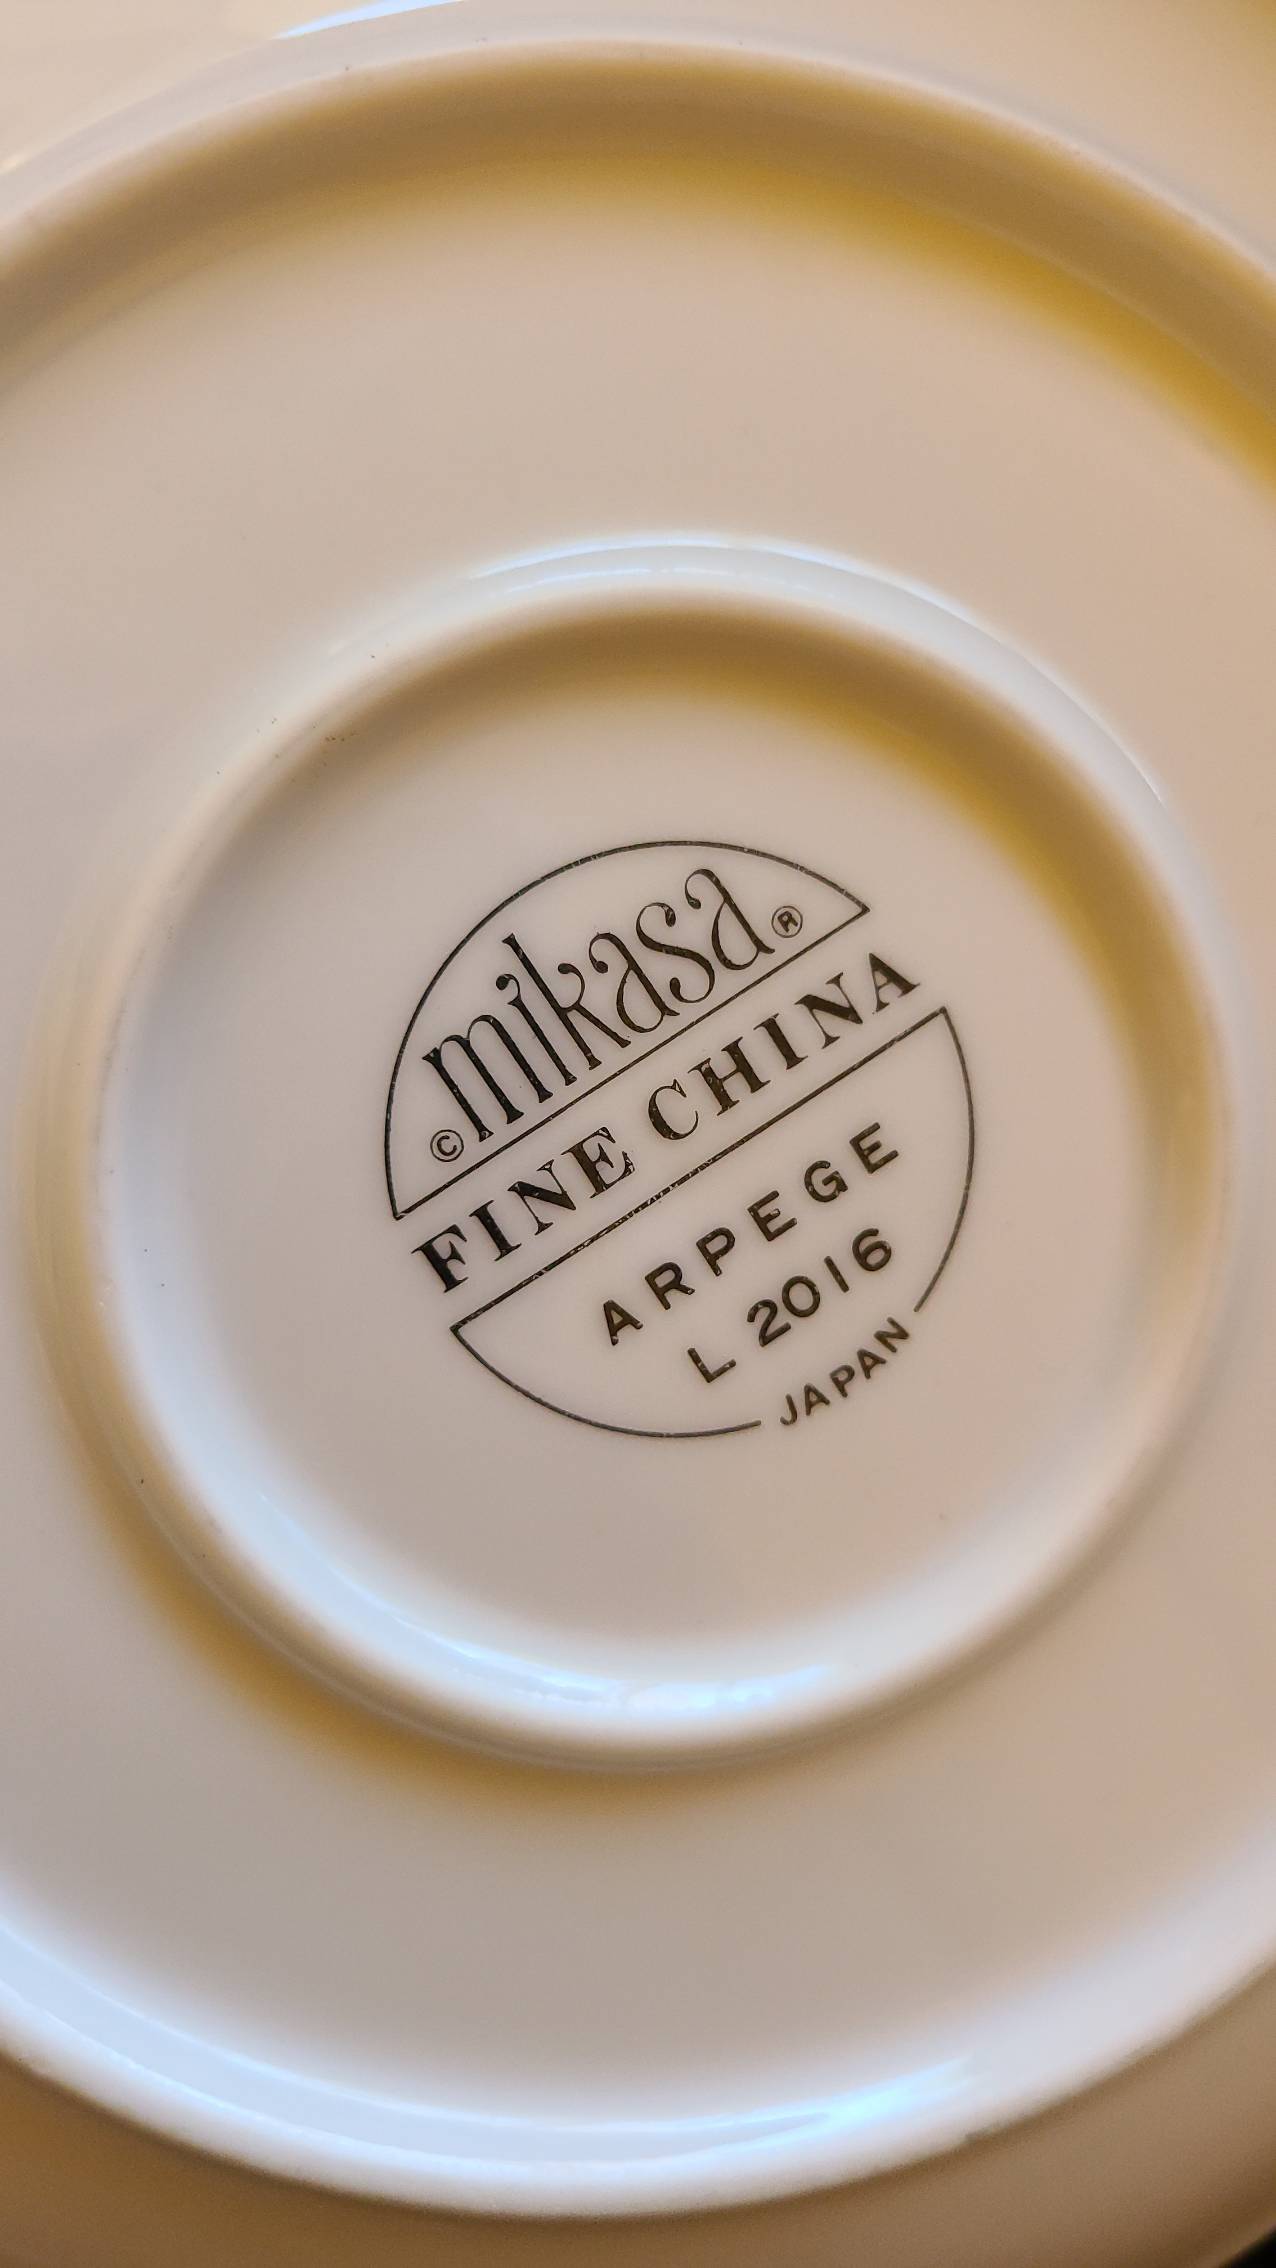 © mikasa ®
FINE CHINA
ARPEGE
L 2016
JAPAN